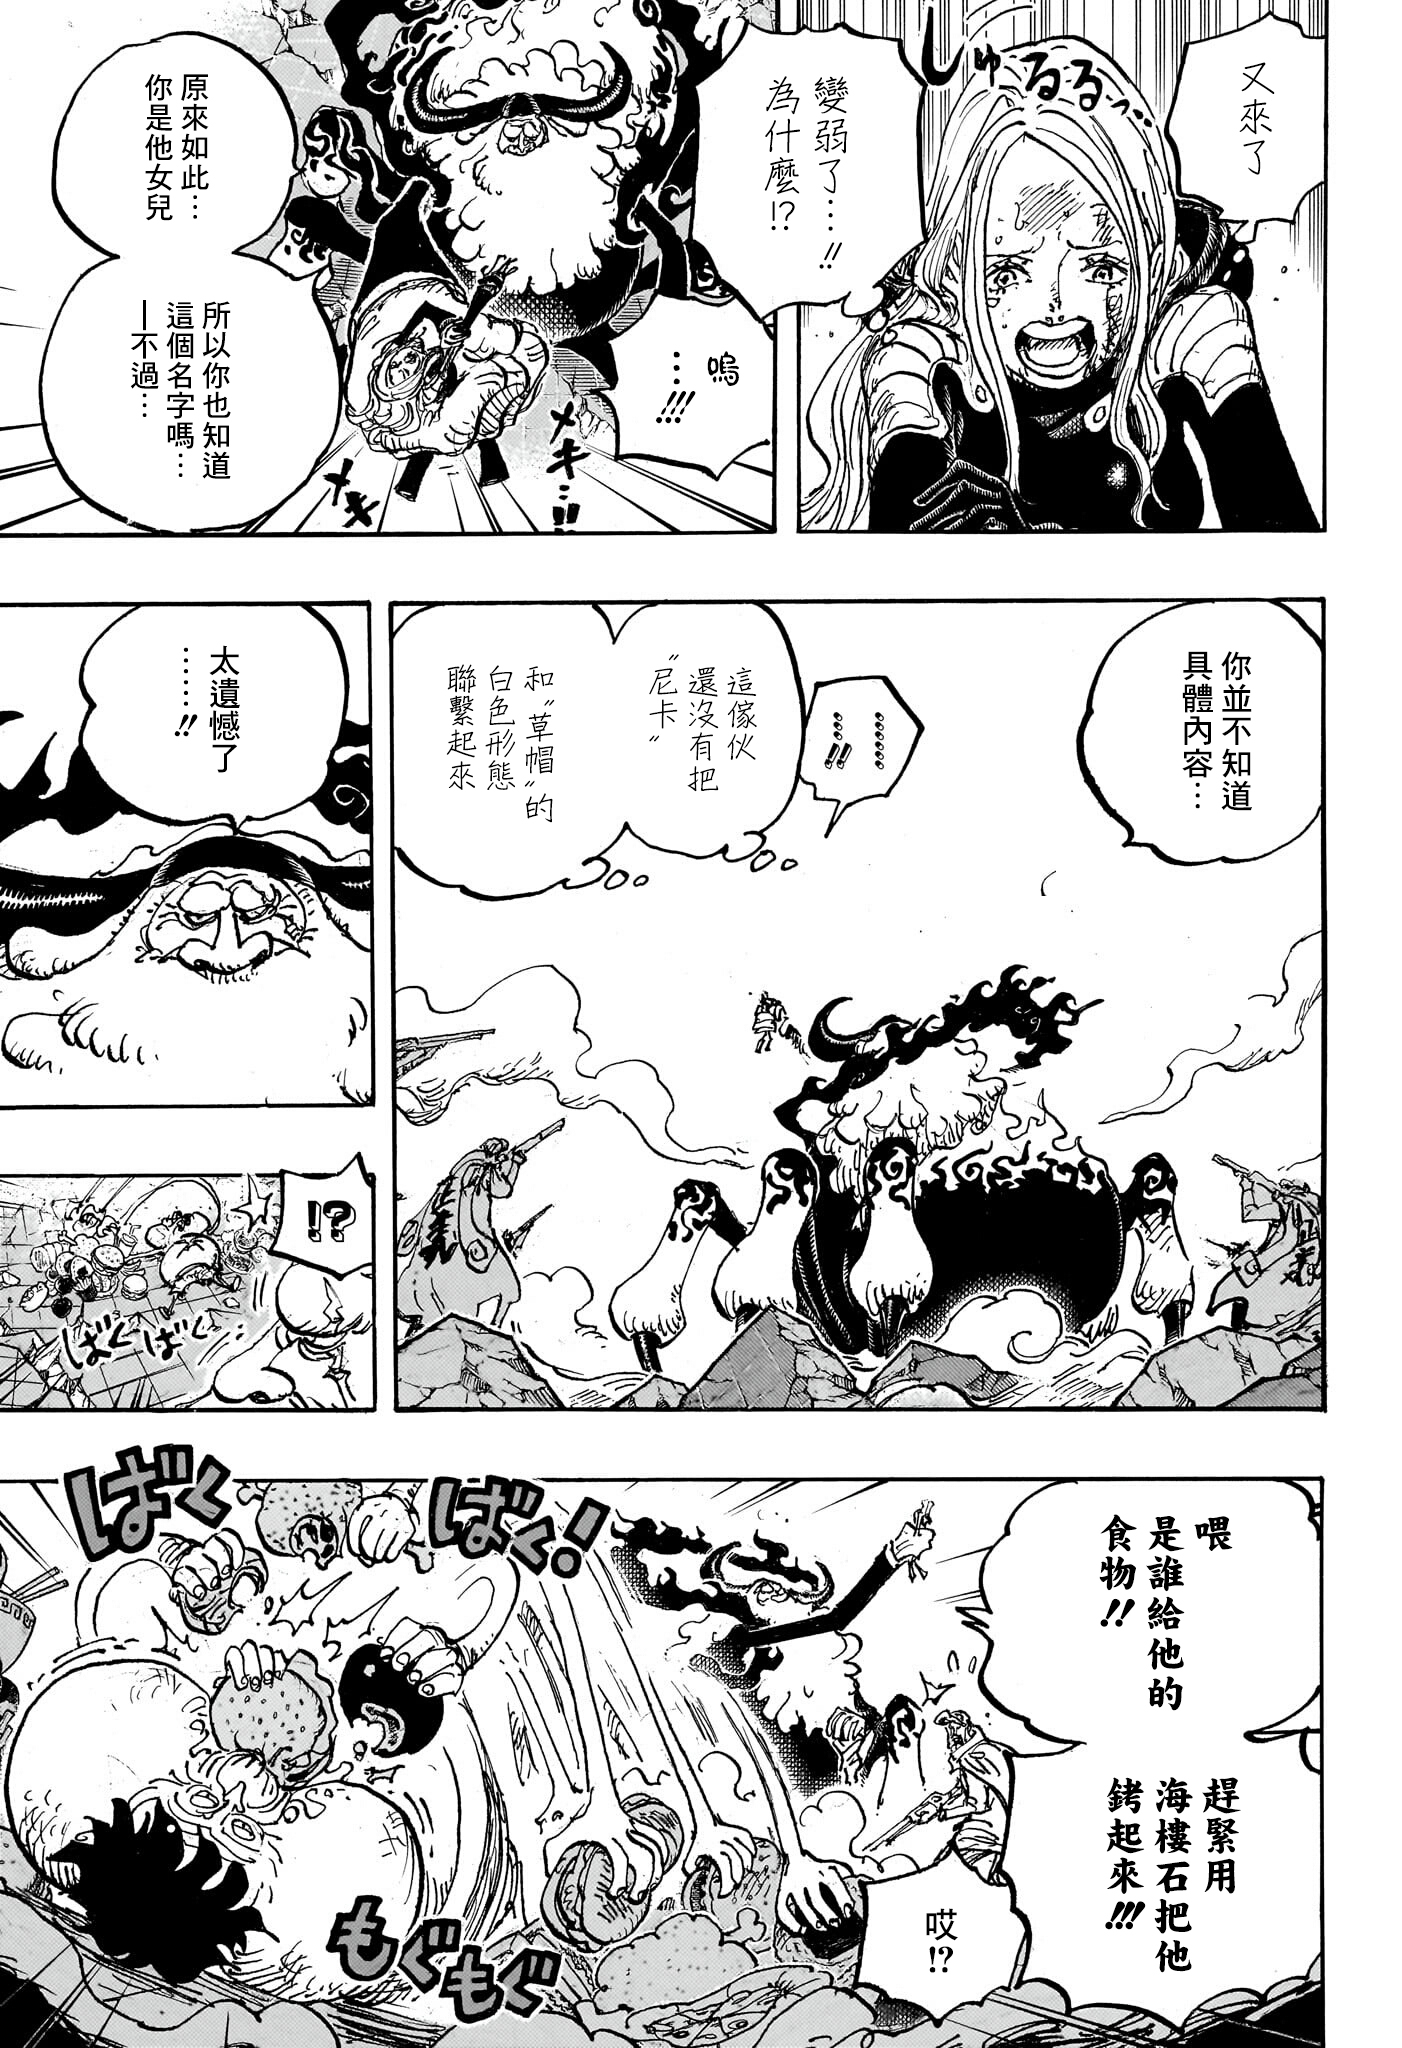 又來了
しゅるるる…
變弱了…!!
為什麼!?
嗚
…!!!
原來如此…
你是他女兒
所以你也知道
這個名字嗎…
—不過…
メキ…!!
メキ
你並不知道
具體內容…
……
…!!
這傢伙
還沒有把
"尼卡"
和"草帽"的
白色形態
聯繫起來
正義
太遺憾了
……!!
!?
ばくばく…
喂
是誰給他的
食物!!
趕緊用
海樓石把他
銬起來!!!
哎
!?
ばくばく!
もぐもぐ